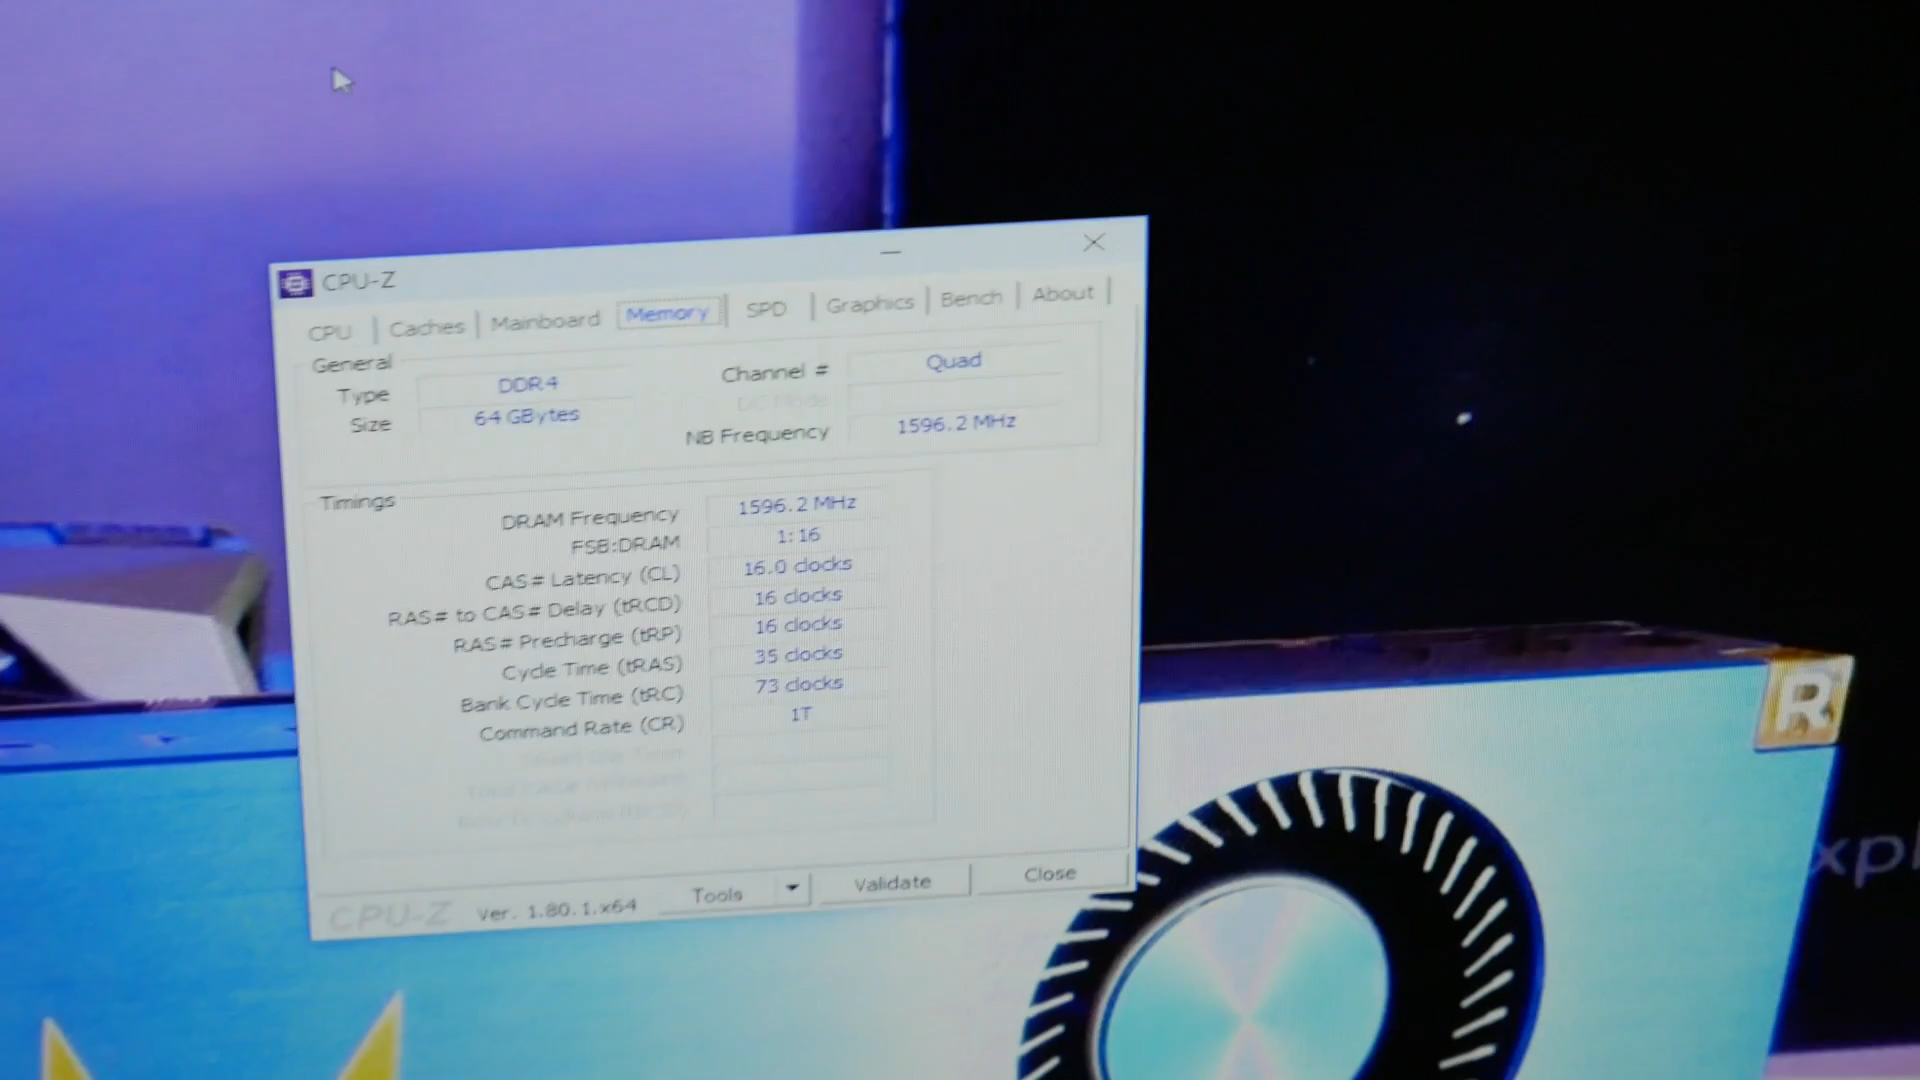 CPU-Z
CPU Caches Mainboard Memory SPD Graphics Bench About
General
Type DDR4 Channel # Quad
Size 64 GBytes DC Mode
NB Frequency 1596.2 MHz
Timings
DRAM Frequency 1596.2 MHz
FSB:DRAM 1:16
CAS# Latency (CL) 16.0 clocks
RAS# to CAS# Delay (tRCD) 16 clocks
RAS# Precharge (tRP) 16 clocks
Cycle Time (tRAS) 35 clocks
Bank Cycle Time (tRC) 73 clocks
Command Rate (CR) 1T
CPU-Z Ver. 1.80.1.x64 Tools Validate Close
R
xpl